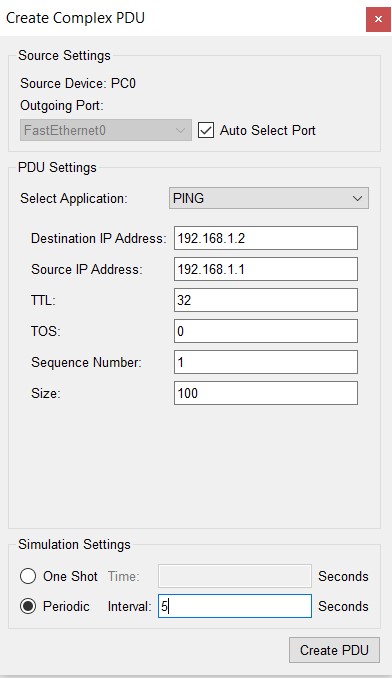 Create Complex PDU
Source Settings
Source Device: PC0
Outgoing Port:
FastEthernet0 Auto Select Port
PDU Settings
Select Application: PING
Destination IP Address: 192.168.1.2
Source IP Address: 192.168.1.1
TTL: 32
TOS: 0
Sequence Number: 1
Size: 100
Simulation Settings
One Shot Time: Seconds
Periodic Interval: 5 Seconds
Create PDU